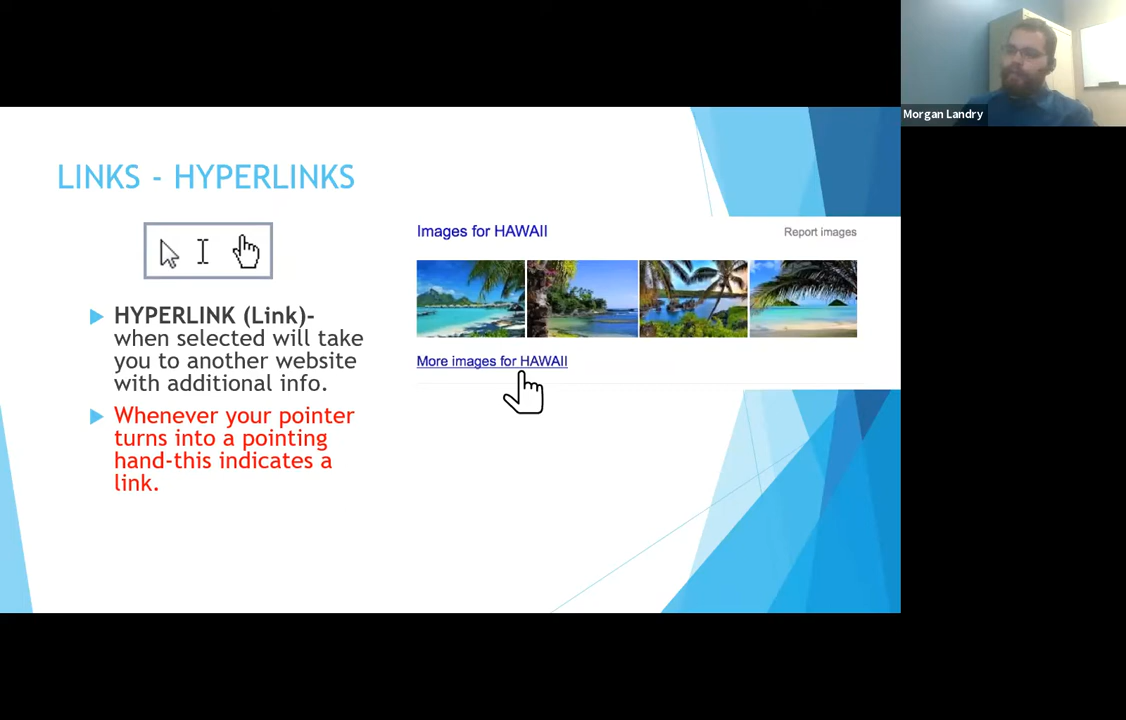 Morgan Landry
LINKS - HYPERLINKS
HYPERLINK (Link)-
when selected will take
you to another website
with additional info.
Whenever your pointer
turns into a pointing
hand-this indicates a
link.
Images for HAWAII
Report images
More images for HAWAII